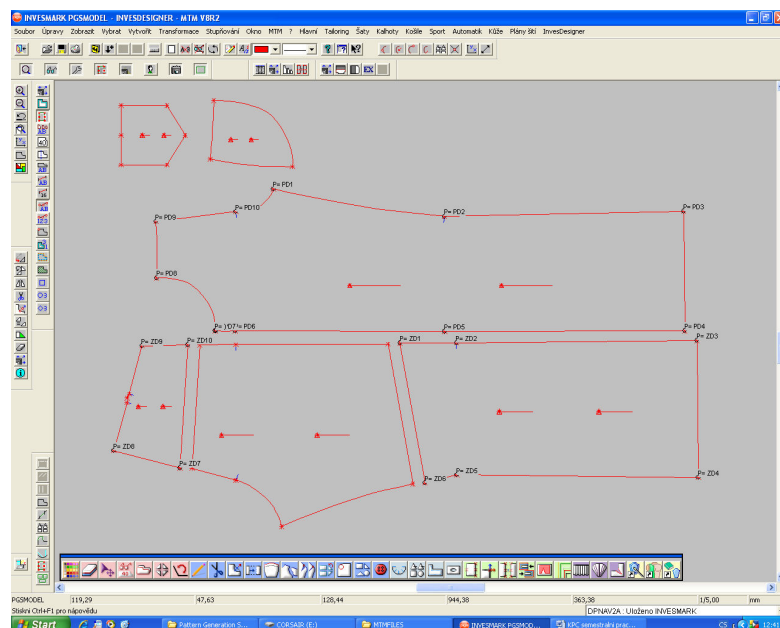 INVESMARK PGSMODEL - INVESDESIGNER - MTM V8R2
Soubor Úpravy Zobrazit Vybrat Vytvořit Transformace Stupňování Okno MTM ? Hlavní Tailoring Šaty Kalhoty Košile Sport Automatik Kůže Plány šití InvesDesigner
P= PD1
P= PD9
P= PD10
P= PD2
P= PD3
P= PD8
P= PD6
P= PD5
P= PD4
P= ZD9
P= ZD10
P= ZD1
P= ZD2
P= ZD3
P= ZD8
P= ZD7
P= ZD6
P= ZD5
P= ZD4
PGSMODEL 119,29 47,63 128,44 944,38 363,38 1/5,00 mm
Stiskni Ctrl+F1 pro nápovědu DPNAV2A : Uloženo INVESMARK
Start Pattern Generation S... CORSAIR (E:) MTMFILES INVESMARK PGSMOD... KPC semestralni prac... CS 12:41